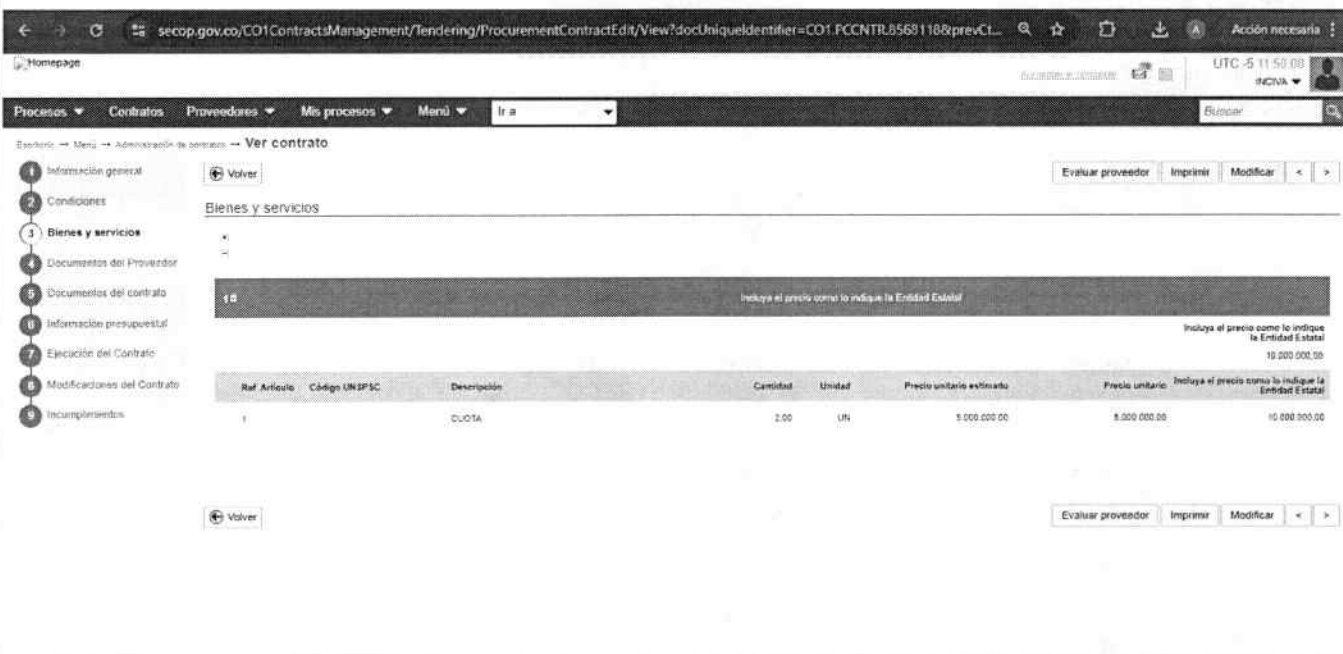 secop.gov.co/CO1ContractsManagement/Tendering/ProcurementContractEdit/View?docUniqueIdentifier=CO1.PCCNTR.8568118&prevCt... Acción necesaria
Homepage
UTC -5 11:50:08
INCIVA
Procesos Contratos Proveedores Mis procesos Menú Ir a Buscar
Escritorio → Menú → Administración de contratos → Ver contrato
1 Información general
Volver Evaluar proveedor Imprimir Modificar < >
2 Condiciones
Bienes y servicios
3 Bienes y servicios
4 Documentos del Proveedor
5 Documentos del contrato
Incluya el precio como lo indique la Entidad Estatal
6 Información presupuestal
Incluya el precio como lo indique
la Entidad Estatal
7 Ejecución del Contrato
10.000.000,00
8 Modificaciones del Contrato
Ref. Artículo Código UNSPSC Descripción Cantidad Unidad Precio unitario estimado Precio unitario Incluya el precio como lo indique la
Entidad Estatal
9 Incumplimientos
1 CUOTA 2,00 UN 5.000.000,00 5.000.000,00 10.000.000,00
Volver Evaluar proveedor Imprimir Modificar < >